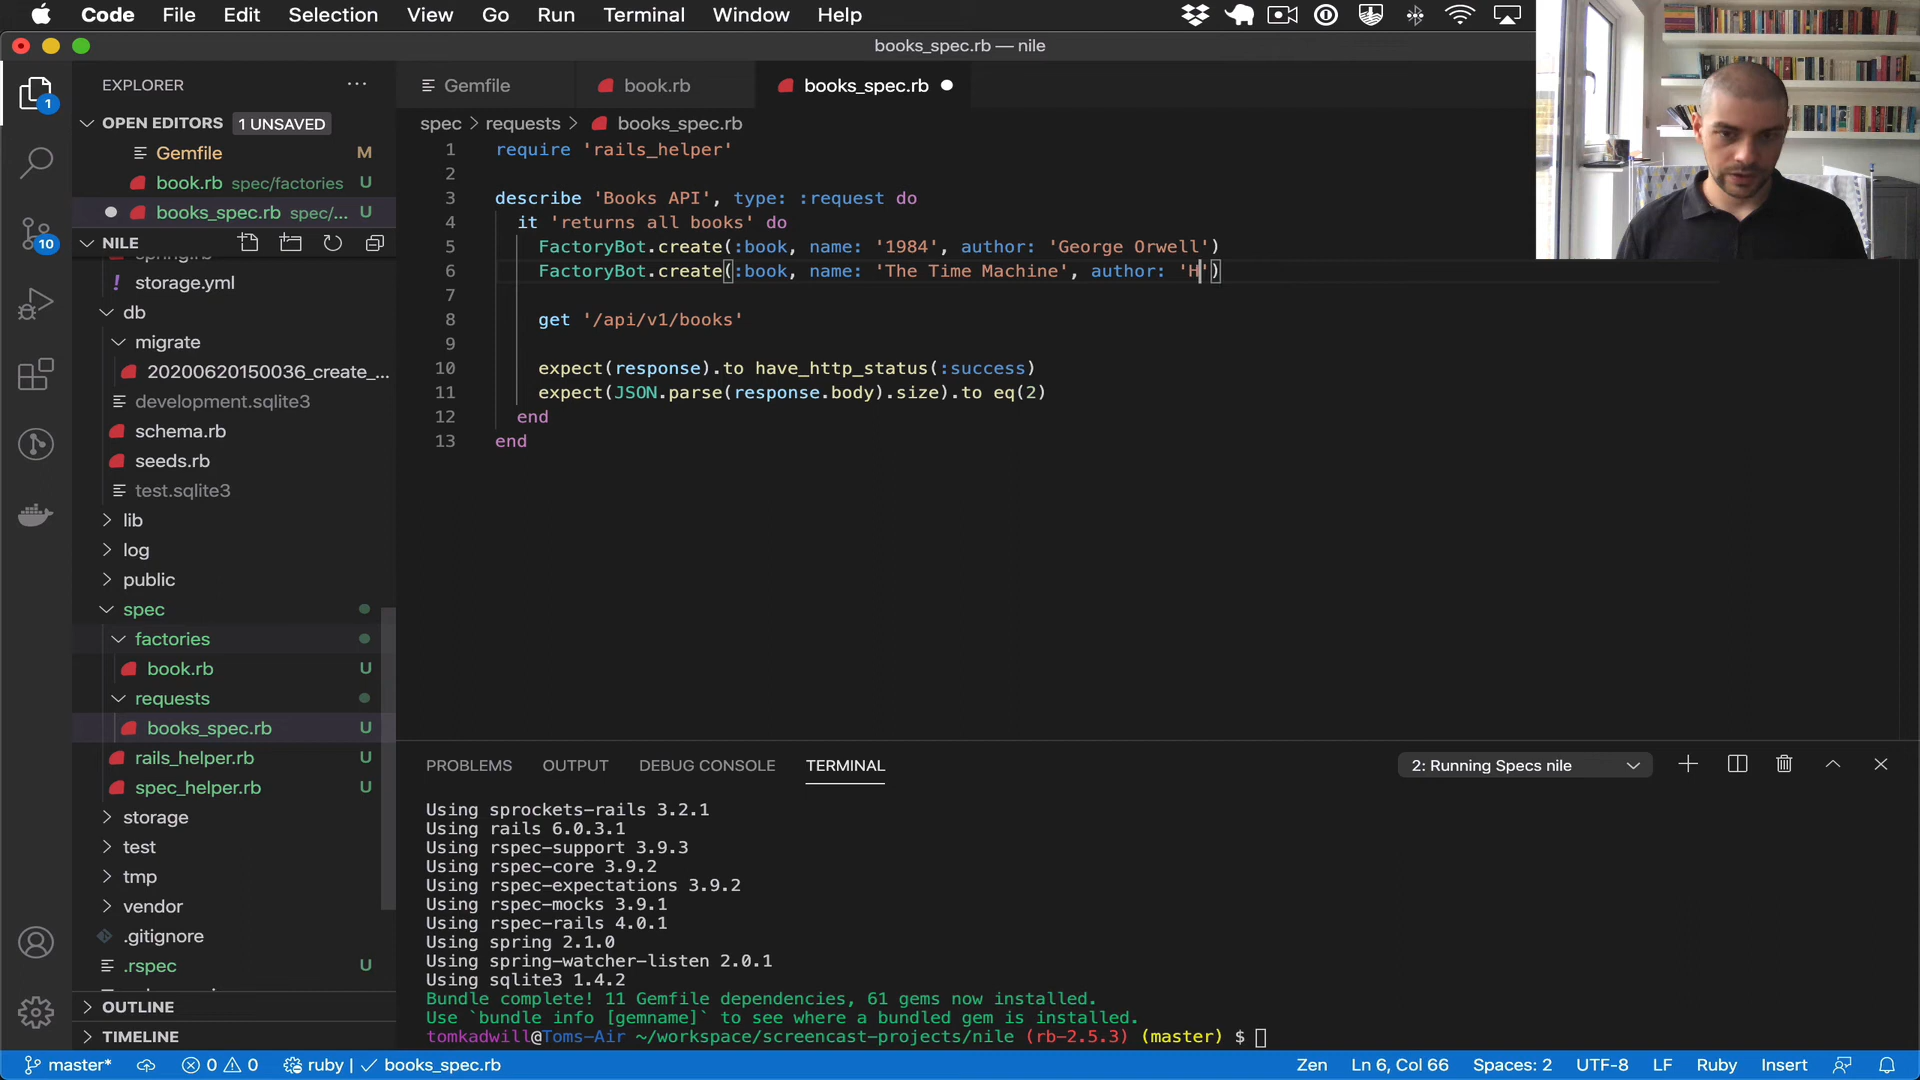 Code File Edit Selection View Go Run Terminal Window Help
books_spec.rb — nile
EXPLORER
OPEN EDITORS 1 UNSAVED
Gemfile M
book.rb spec/factories U
books_spec.rb spec/... U
NILE
spring.rb
storage.yml
db
migrate
20200620150036_create_...
development.sqlite3
schema.rb
seeds.rb
test.sqlite3
lib
log
public
spec
factories
book.rb U
requests
books_spec.rb U
rails_helper.rb U
spec_helper.rb U
storage
test
tmp
vendor
.gitignore
.rspec U
OUTLINE
TIMELINE
1
10
Gemfile book.rb books_spec.rb
spec > requests > books_spec.rb
1 require 'rails_helper'
2
3 describe 'Books API', type: :request do
4 it 'returns all books' do
5 FactoryBot.create(:book, name: '1984', author: 'George Orwell')
6 FactoryBot.create(:book, name: 'The Time Machine', author: 'H')
7
8 get '/api/v1/books'
9
10 expect(response).to have_http_status(:success)
11 expect(JSON.parse(response.body).size).to eq(2)
12 end
13 end
PROBLEMS OUTPUT DEBUG CONSOLE TERMINAL 2: Running Specs nile
Using sprockets-rails 3.2.1
Using rails 6.0.3.1
Using rspec-support 3.9.3
Using rspec-core 3.9.2
Using rspec-expectations 3.9.2
Using rspec-mocks 3.9.1
Using rspec-rails 4.0.1
Using spring 2.1.0
Using spring-watcher-listen 2.0.1
Using sqlite3 1.4.2
Bundle complete! 11 Gemfile dependencies, 61 gems now installed.
Use `bundle info [gemname]` to see where a bundled gem is installed.
tomkadwill@Toms-Air ~/workspace/screencast-projects/nile (rb-2.5.3) (master) $
master* 0 0 ruby | ✓ books_spec.rb Zen Ln 6, Col 66 Spaces: 2 UTF-8 LF Ruby Insert